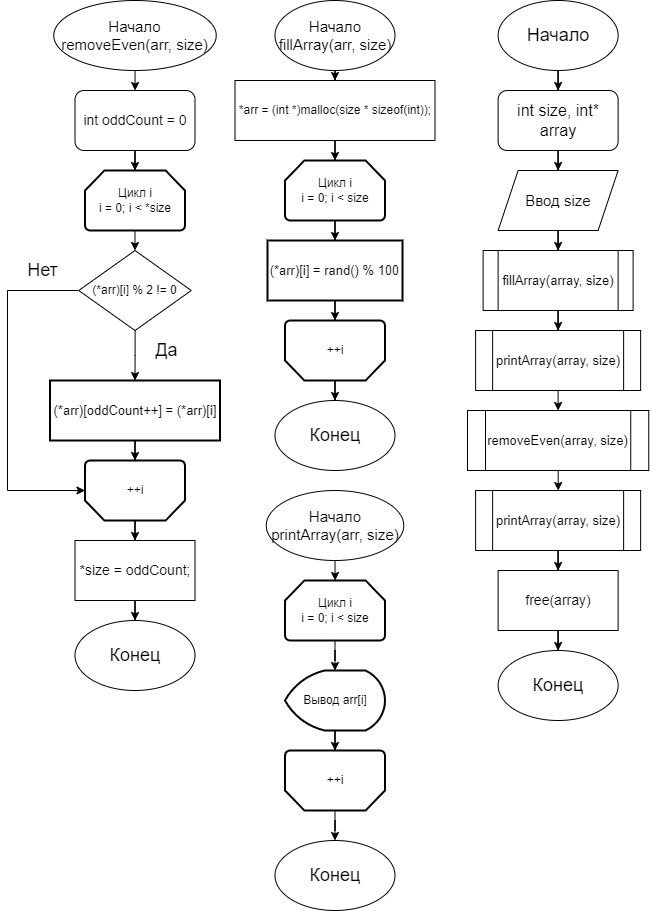 Начало
removeEven(arr, size)
int oddCount = 0
Цикл i
i = 0; i < *size
(*arr)[i] % 2 != 0
Нет
Да
(*arr)[oddCount++] = (*arr)[i]
++i
*size = oddCount;
Конец
Начало
fillArray(arr, size)
*arr = (int *)malloc(size * sizeof(int));
Цикл i
i = 0; i < size
(*arr)[i] = rand() % 100
++i
Конец
Начало
printArray(arr, size)
Цикл i
i = 0; i < size
Вывод arr[i]
++i
Конец
Начало
int size, int*
array
Ввод size
fillArray(array, size)
printArray(array, size)
removeEven(array, size)
printArray(array, size)
free(array)
Конец